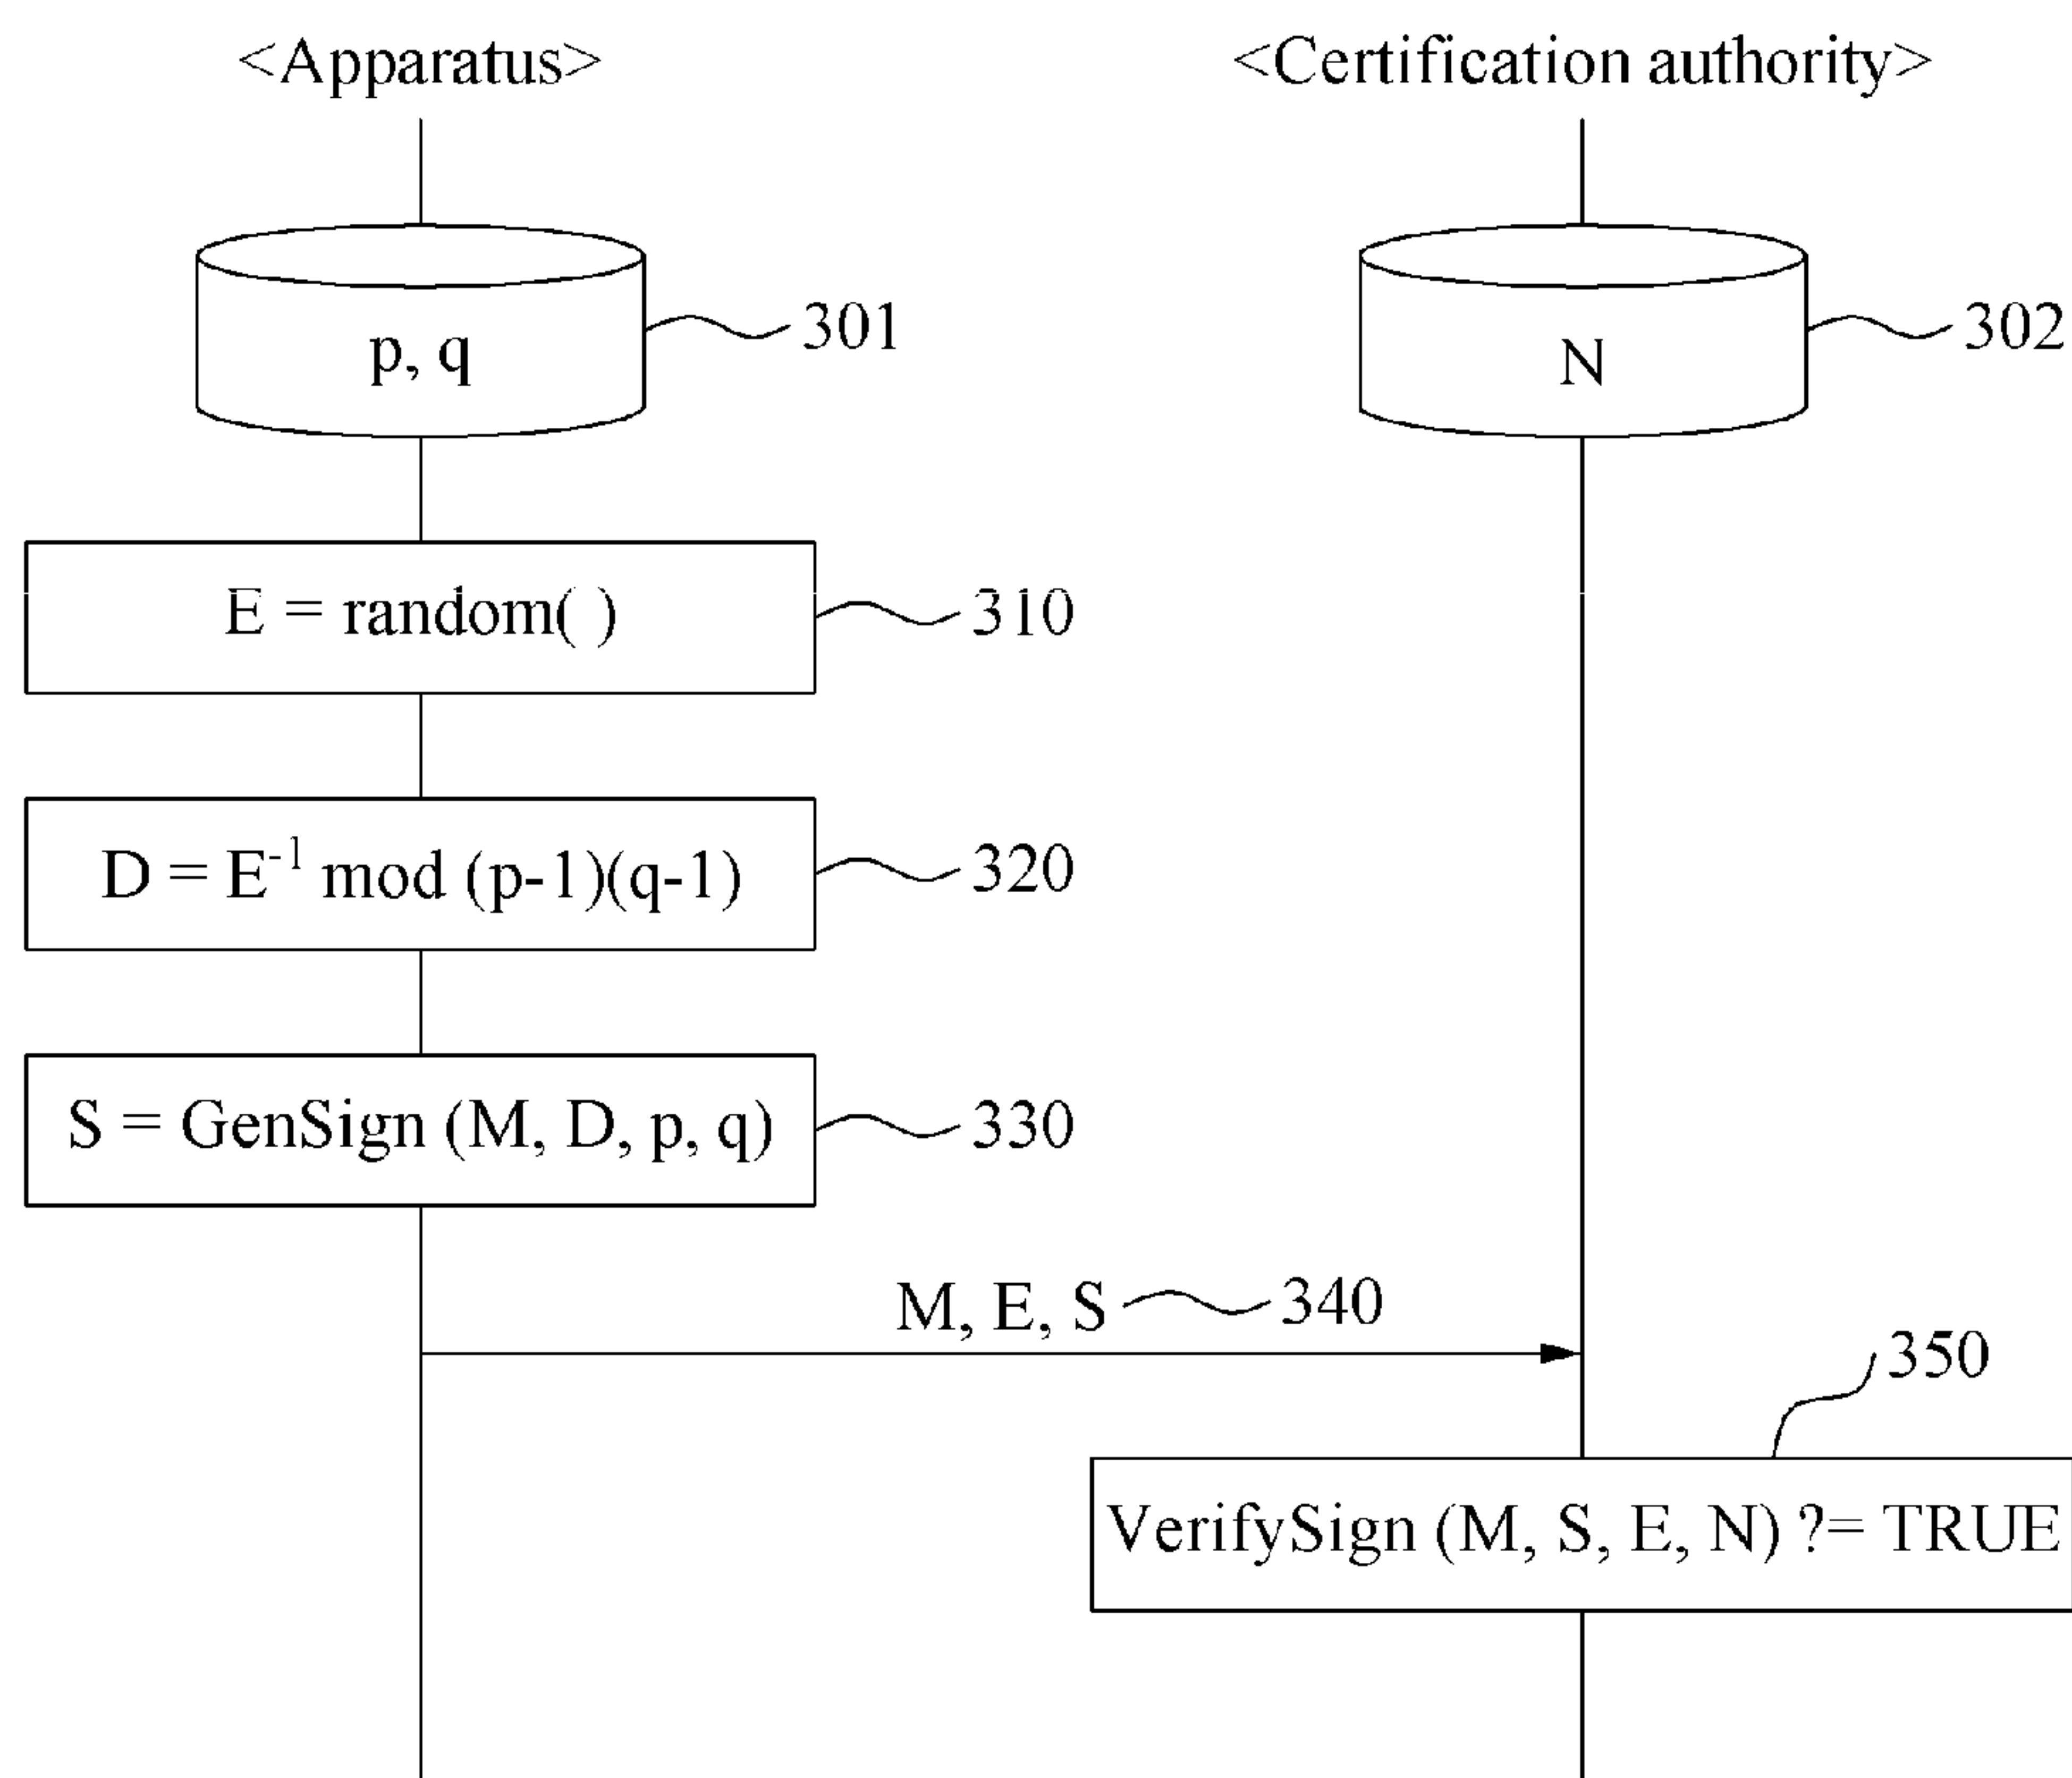 <Apparatus>
<Certification authority>
p, q
301
N
302
E = random( )
310
D = E⁻¹ mod (p-1)(q-1)
320
S = GenSign (M, D, p, q)
330
M, E, S
340
350
VerifySign (M, S, E, N) ?= TRUE